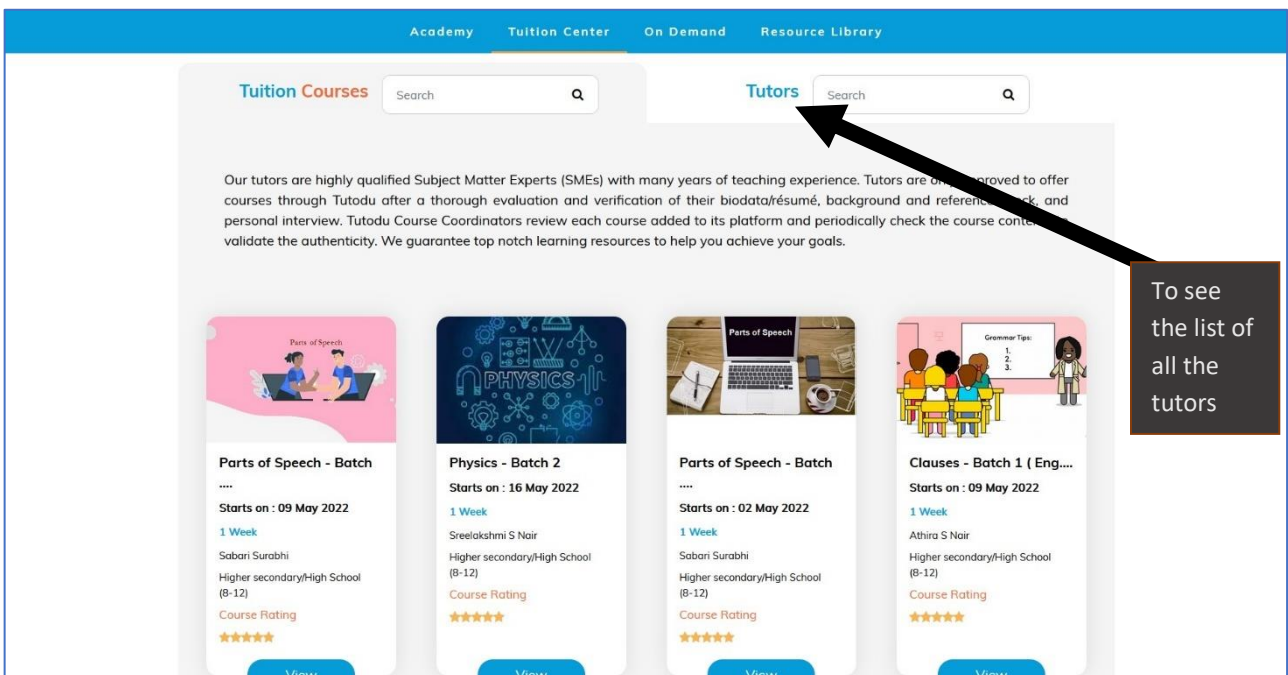 Academy Tuition Center On Demand Resource Library
Tuition Courses Search
Tutors Search
Our tutors are highly qualified Subject Matter Experts (SMEs) with many years of teaching experience. Tutors are only approved to offer
courses through Tutodu after a thorough evaluation and verification of their biodata/résumé, background and reference check, and
personal interview. Tutodu Course Coordinators review each course added to its platform and periodically check the course content to
validate the authenticity. We guarantee top notch learning resources to help you achieve your goals.
To see
the list of
all the
tutors
Parts of Speech
Parts of Speech - Batch
....
Starts on : 09 May 2022
1 Week
Sabari Surabhi
Higher secondary/High School
(8-12)
Course Rating
View
PHYSICS
Physics - Batch 2
Starts on : 16 May 2022
1 Week
Sreelakshmi S Nair
Higher secondary/High School
(8-12)
Course Rating
View
Parts of Speech
Parts of Speech - Batch
....
Starts on : 02 May 2022
1 Week
Sabari Surabhi
Higher secondary/High School
(8-12)
Course Rating
View
Grammar Tips:
1.
2.
3.
Clauses - Batch 1 ( Eng....
Starts on : 09 May 2022
1 Week
Athira S Nair
Higher secondary/High School
(8-12)
Course Rating
View